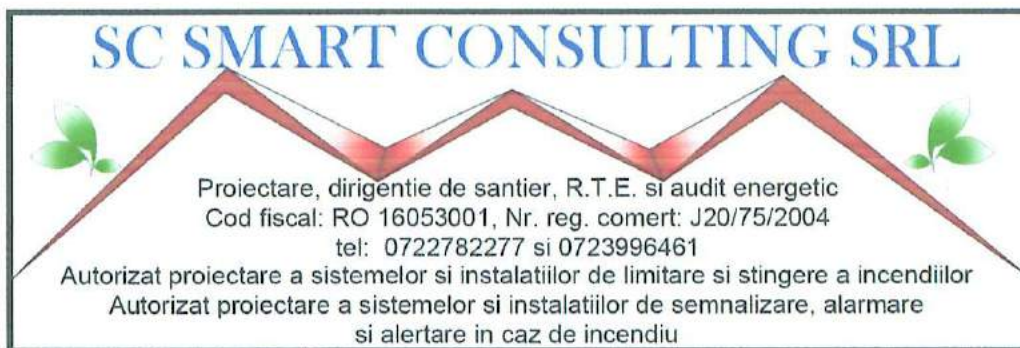 SC SMART CONSULTING SRL
Proiectare, dirigentie de santier, R.T.E. si audit energetic
Cod fiscal: RO 16053001, Nr. reg. comert: J20/75/2004
tel: 0722782277 si 0723996461
Autorizat proiectare a sistemelor si instalatiilor de limitare si stingere a incendiilor
Autorizat proiectare a sistemelor si instalatiilor de semnalizare, alarmare
si alertare in caz de incendiu